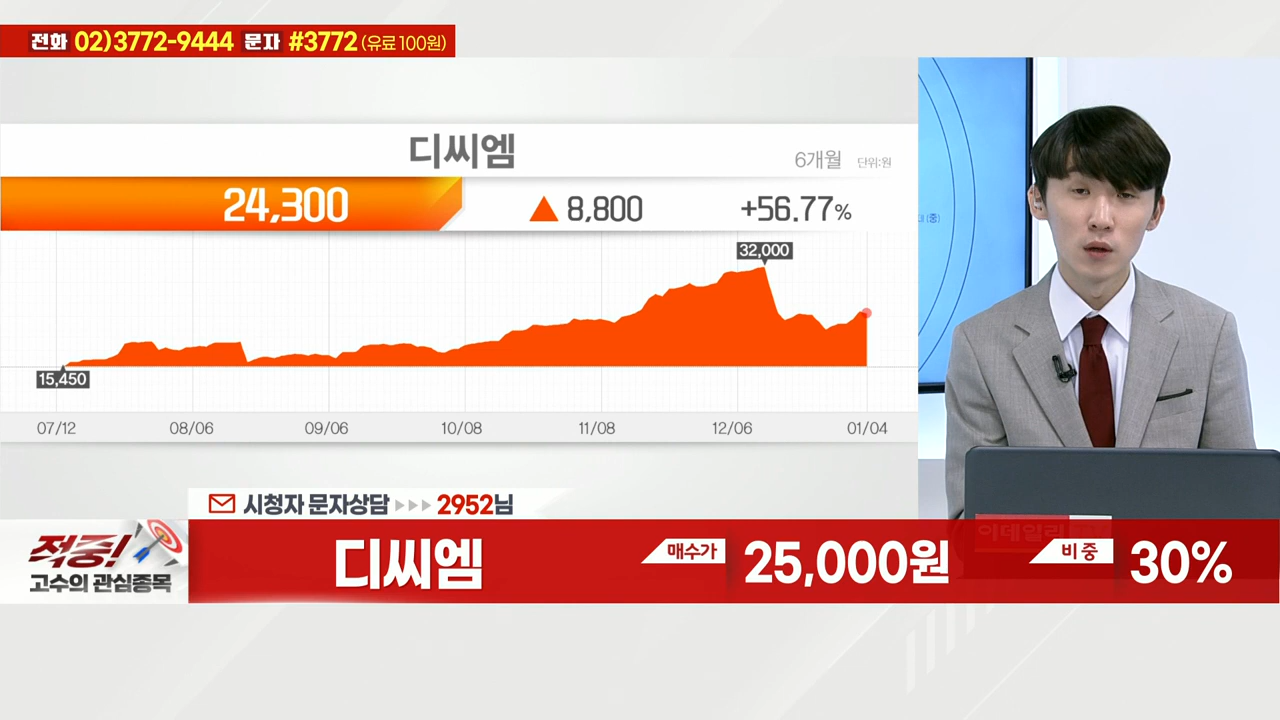 전화 02)3772-9444 문자 #3772 (유료 100원)
디씨엠
6개월 단위:원
24,300 ▲ 8,800 +56.77%
32,000
15,450
07/12 08/06 09/06 10/08 11/08 12/06 01/04
시청자 문자상담 ▶▶▶ 2952님
적중!
고수의 관심종목
디씨엠 매수가 25,000원 비중 30%
이데일리